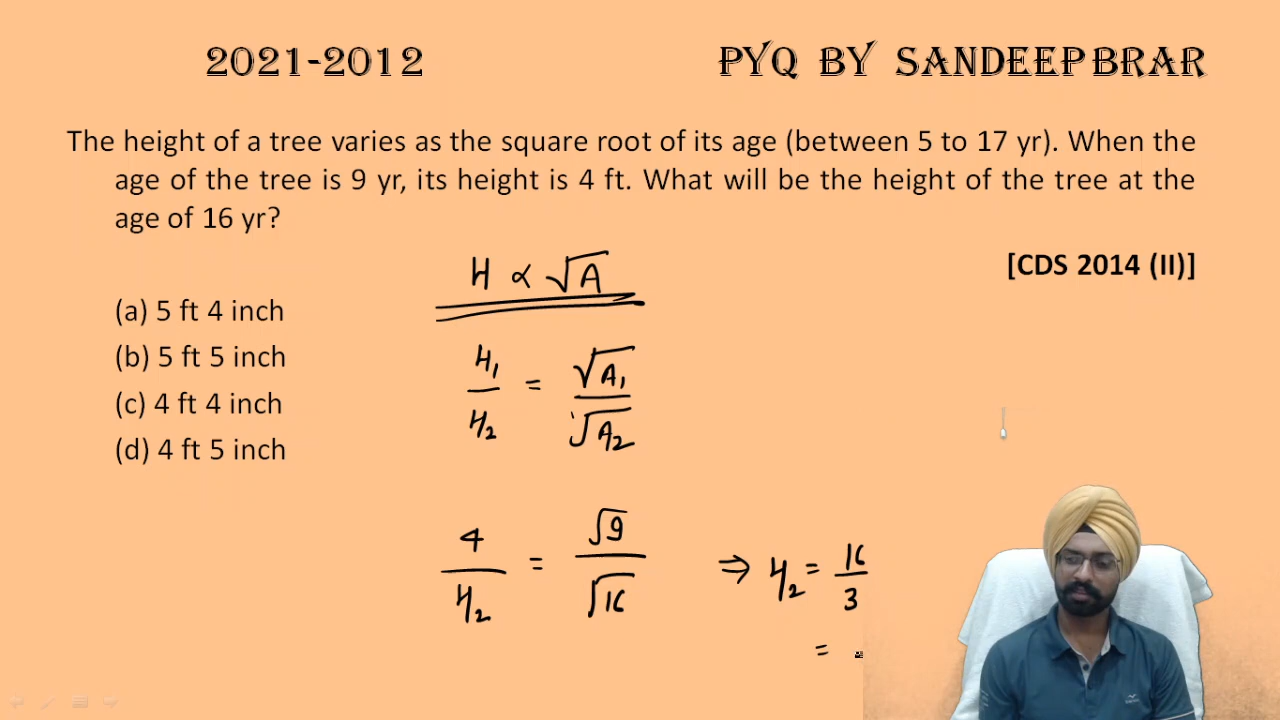 2021-2012 PYQ BY SANDEEPBRAR
The height of a tree varies as the square root of its age (between 5 to 17 yr). When the
age of the tree is 9 yr, its height is 4 ft. What will be the height of the tree at the
age of 16 yr?
[CDS 2014 (II)]
(a) 5 ft 4 inch
(b) 5 ft 5 inch
(c) 4 ft 4 inch
(d) 4 ft 5 inch
H ∝ √A
H₁/H₂ = √A₁/√A₂
4/H₂ = √9/√16 ⇒ H₂ = 16/3
=